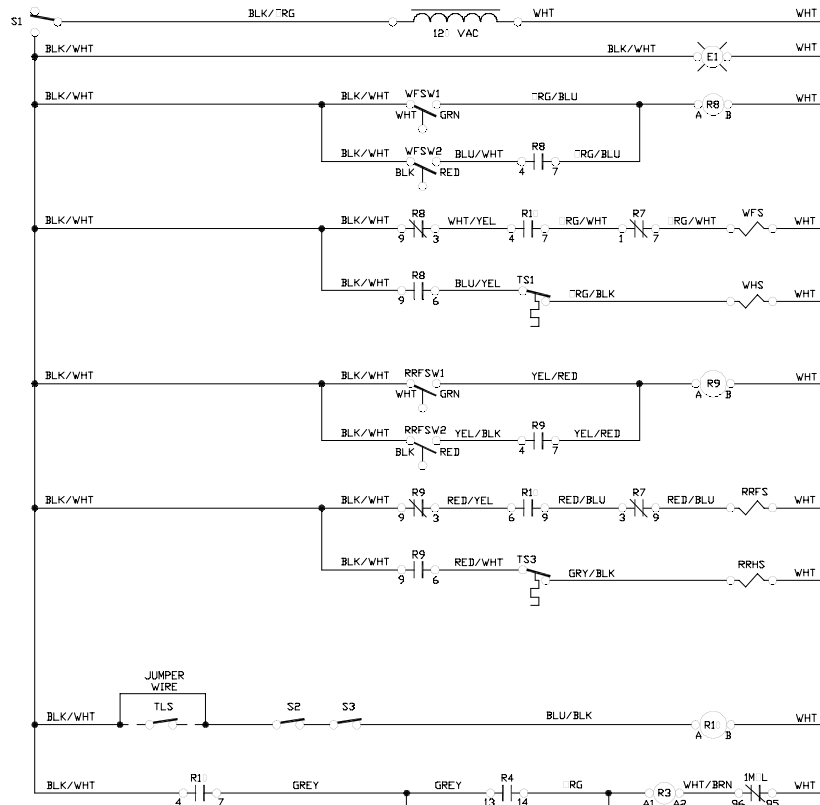 S1 BLK/ORG WHT WHT
120 VAC
BLK/WHT BLK/WHT E1 WHT
BLK/WHT BLK/WHT WFSW1 ORG/BLU R8 WHT
WHT GRN A B
BLK/WHT WFSW2 BLU/WHT R8 ORG/BLU
BLK RED 4 7
BLK/WHT BLK/WHT R8 WHT/YEL R10 ORG/WHT R7 ORG/WHT WFS WHT
9 3 4 7 1 7
BLK/WHT R8 BLU/YEL TS1 ORG/BLK WHS WHT
9 6
BLK/WHT BLK/WHT RRFSW1 YEL/RED R9 WHT
WHT GRN A B
BLK/WHT RRFSW2 YEL/BLK R9 YEL/RED
BLK RED 4 7
BLK/WHT BLK/WHT R9 RED/YEL R10 RED/BLU R7 RED/BLU RRFS WHT
9 3 6 9 3 9
BLK/WHT R9 RED/WHT TS3 GRY/BLK RRHS WHT
9 6
JUMPER
WIRE
BLK/WHT TLS S2 S3 BLU/BLK R10 WHT
A B
BLK/WHT R10 GREY GREY R4 ORG R3 WHT/BRN 1MOL WHT
4 7 13 14 A1 A2 96 95